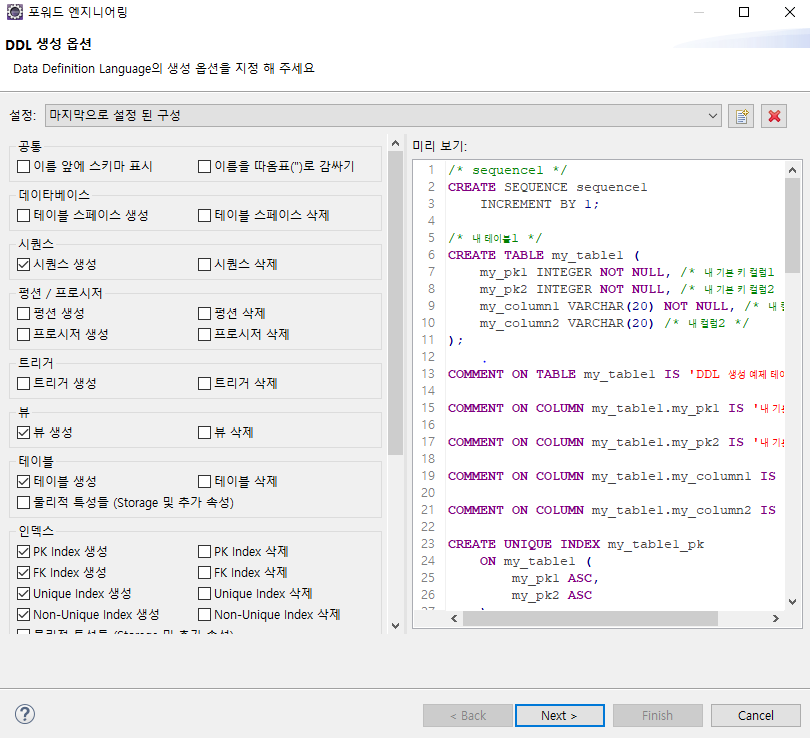 포워드 엔지니어링
DDL 생성 옵션
Data Definition Language의 생성 옵션을 지정 해 주세요
설정: 마지막으로 설정 된 구성
공통
이름 앞에 스키마 표시 이름을 따옴표(")로 감싸기
데이타베이스
테이블 스페이스 생성 테이블 스페이스 삭제
시퀀스
시퀀스 생성 시퀀스 삭제
펑션 / 프로시저
펑션 생성 펑션 삭제
프로시저 생성 프로시저 삭제
트리거
트리거 생성 트리거 삭제
뷰
뷰 생성 뷰 삭제
테이블
테이블 생성 테이블 삭제
물리적 특성들 (Storage 및 추가 속성)
인덱스
PK Index 생성 PK Index 삭제
FK Index 생성 FK Index 삭제
Unique Index 생성 Unique Index 삭제
Non-Unique Index 생성 Non-Unique Index 삭제
물리적 특성들 (Storage 및 추가 속성)
미리 보기:
1 /* sequence1 */
2 CREATE SEQUENCE sequence1
3 INCREMENT BY 1;
4
5 /* 내 테이블1 */
6 CREATE TABLE my_table1 (
7 my_pk1 INTEGER NOT NULL, /* 내 기본 키 컬럼1
8 my_pk2 INTEGER NOT NULL, /* 내 기본 키 컬럼2
9 my_column1 VARCHAR(20) NOT NULL, /* 내
10 my_column2 VARCHAR(20) /* 내 컬럼2 */
11 );
12
13 COMMENT ON TABLE my_table1 IS 'DDL 생성 예제 테이
14
15 COMMENT ON COLUMN my_table1.my_pk1 IS '내 기본
16
17 COMMENT ON COLUMN my_table1.my_pk2 IS '내 기본
18
19 COMMENT ON COLUMN my_table1.my_column1 IS
20
21 COMMENT ON COLUMN my_table1.my_column2 IS
22
23 CREATE UNIQUE INDEX my_table1_pk
24 ON my_table1 (
25 my_pk1 ASC,
26 my_pk2 ASC
27
< Back Next > Finish Cancel